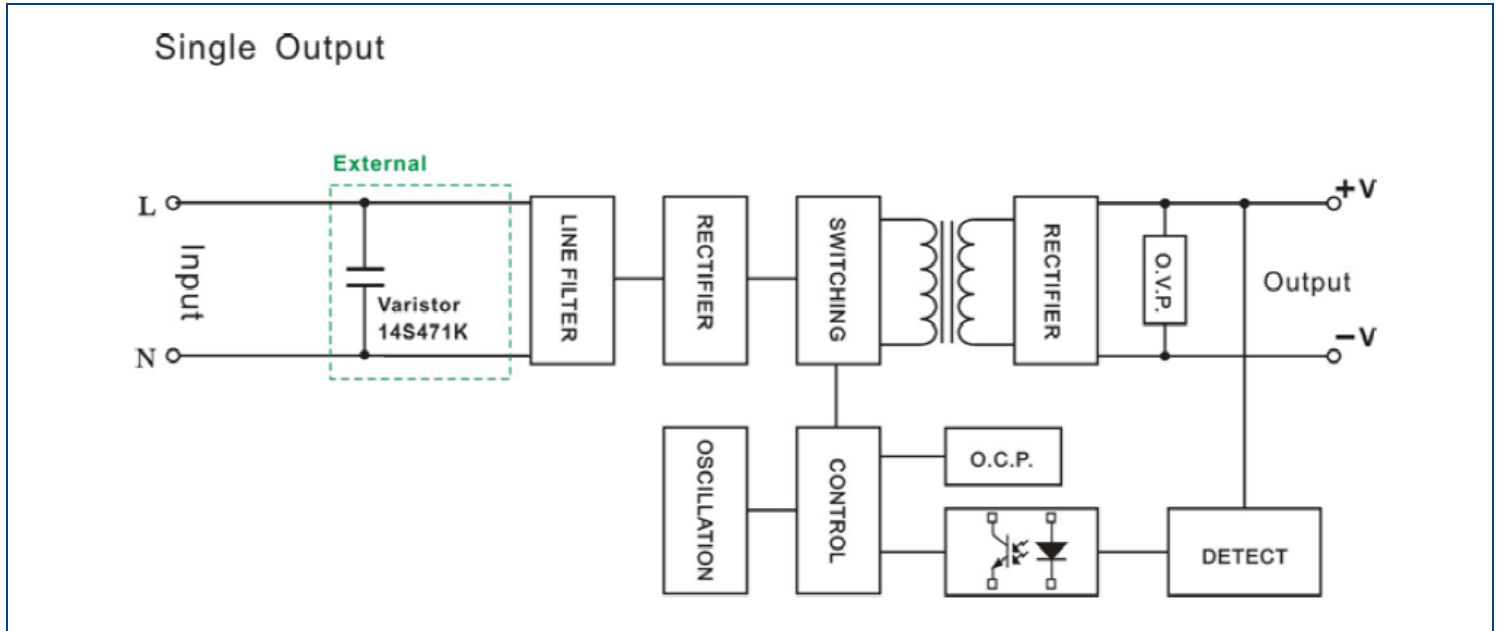 Single Output
External
L
N
Input
Varistor
14S471K
LINE FILTER
RECTIFIER
SWITCHING
RECTIFIER
O.V.P.
+V
Output
-V
OSCILLATION
CONTROL
O.C.P.
DETECT